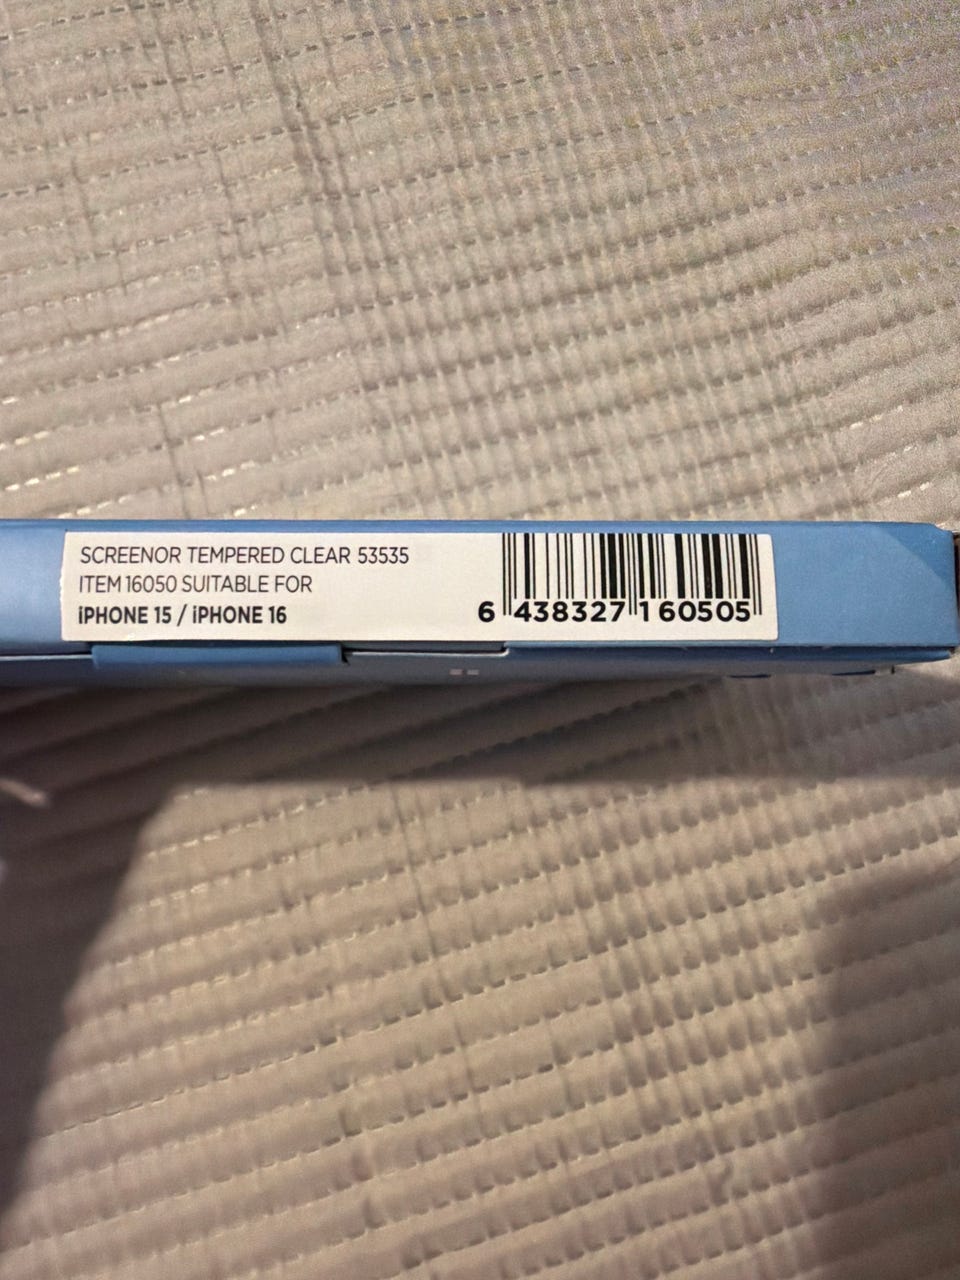 SCREENOR TEMPERED CLEAR 53535
ITEM 16050 SUITABLE FOR
iPHONE 15 / iPHONE 16
6 438327 160505